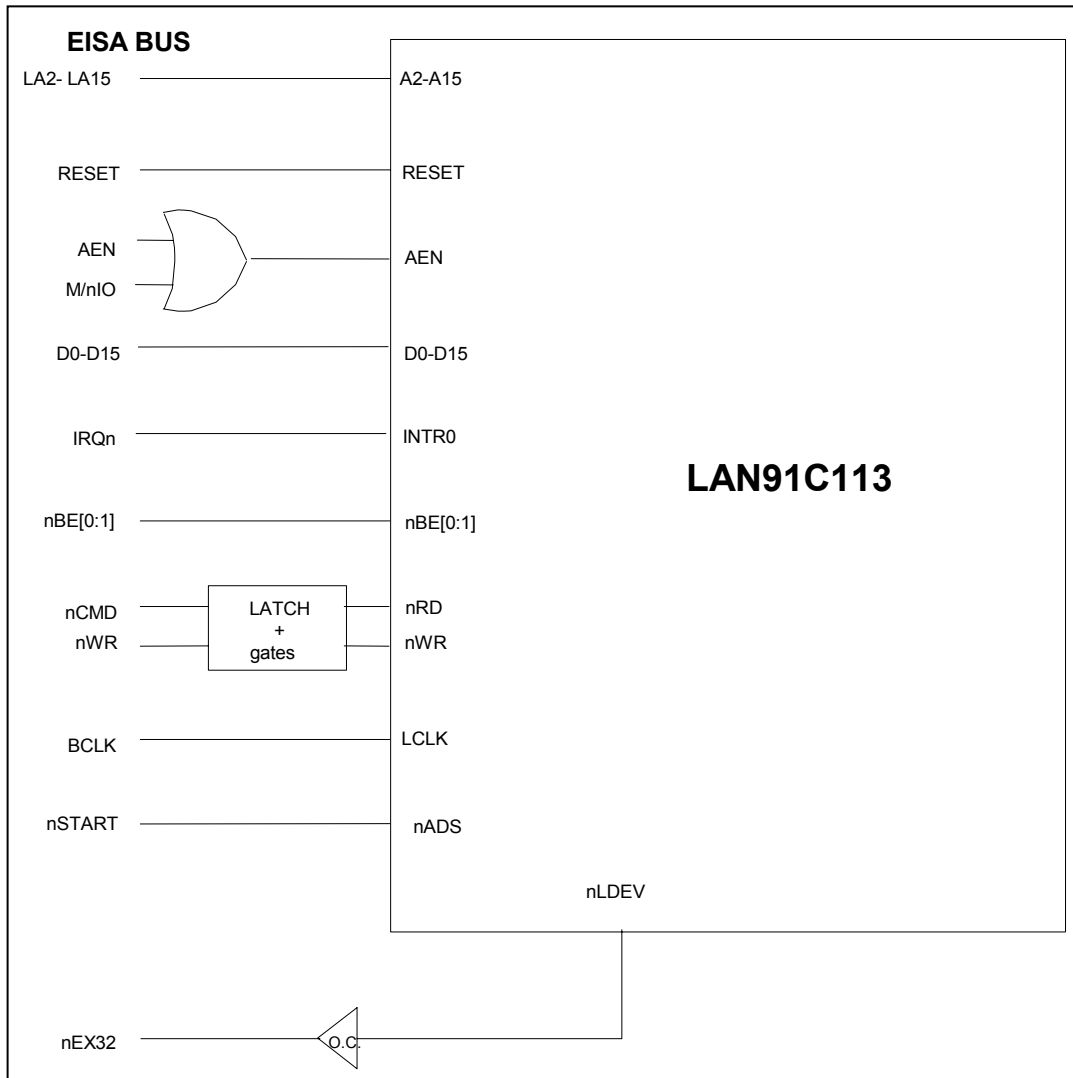 EISA BUS
LA2- LA15
A2-A15
RESET
RESET
AEN
AEN
M/nIO
D0-D15
D0-D15
IRQn
INTR0
LAN91C113
nBE[0:1]
nBE[0:1]
nCMD
LATCH
nRD
+
nWR
nWR
gates
BCLK
LCLK
nSTART
nADS
nLDEV
nEX32
O.C.